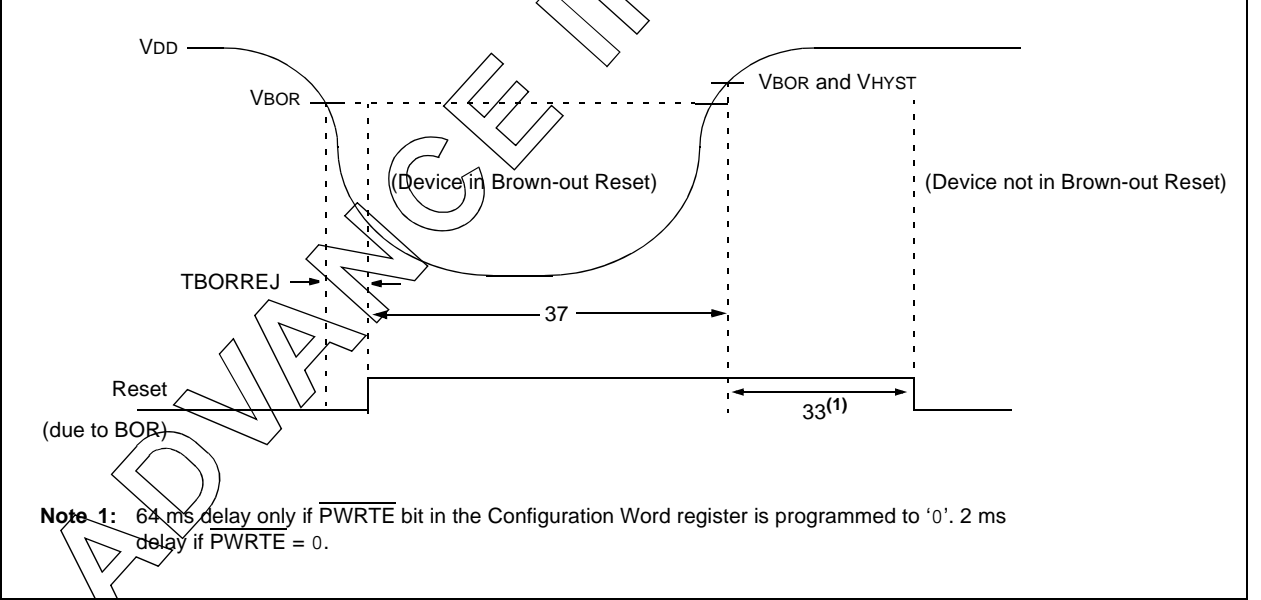 VDD
VBOR and VHYST
VBOR
(Device in Brown-out Reset)
(Device not in Brown-out Reset)
TBORREJ
37
Reset
33(1)
(due to BOR)
Note 1: 64 ms delay only if PWRTE bit in the Configuration Word register is programmed to ‘0’. 2 ms
delay if PWRTE = 0.
ADVANCE